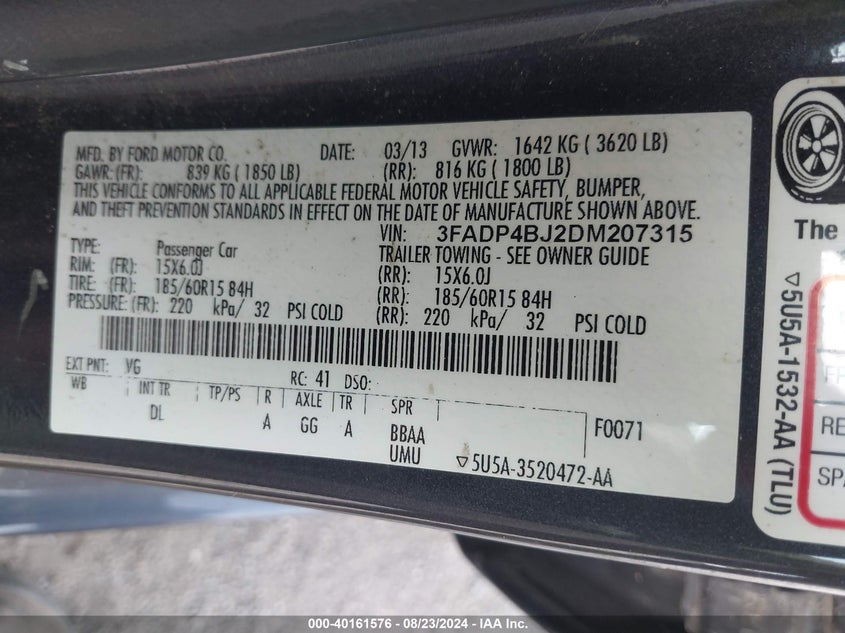 MFD. BY FORD MOTOR CO. DATE: 03/13 GVWR: 1642 KG ( 3620 LB)
GAWR:(FR): 839 KG ( 1850 LB) (RR): 816 KG ( 1800 LB)
THIS VEHICLE CONFORMS TO ALL APPLICABLE FEDERAL MOTOR VEHICLE SAFETY, BUMPER,
AND THEFT PREVENTION STANDARDS IN EFFECT ON THE DATE OF MANUFACTURE SHOWN ABOVE.
VIN: 3FADP4BJ2DM207315
TYPE: Passenger Car TRAILER TOWING - SEE OWNER GUIDE
RIM: (FR): 15X6.0J (RR): 15X6.0J
TIRE: (FR): 185/60R15 84H (RR): 185/60R15 84H
PRESSURE: (FR): 220 kPa/ 32 PSI COLD (RR): 220 kPa/ 32 PSI COLD
EXT PNT: VG RC: 41 DSO:
WB INT TR TP/PS R AXLE TR SPR
DL A GG A BBAA F0071
UMU ▽5U5A-3520472-AA
The
▽5U5A-1532-AA (TLU)
RE
SPA
000-40161576 - 08/23/2024 - IAAI US